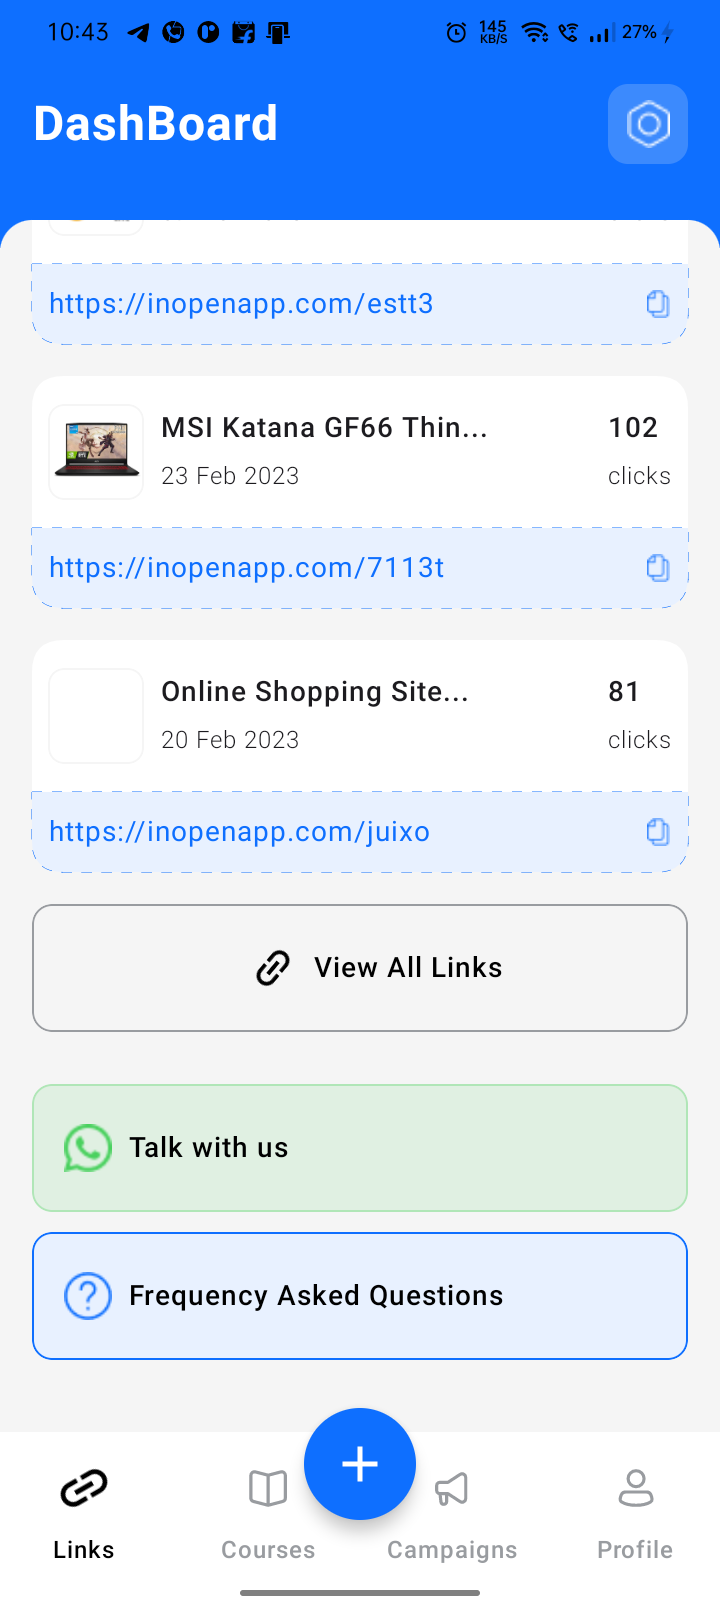 10:43
145
KB/S
27%
DashBoard
https://inopenapp.com/estt3
MSI Katana GF66 Thin...
102
23 Feb 2023
clicks
https://inopenapp.com/7113t
Online Shopping Site...
81
20 Feb 2023
clicks
https://inopenapp.com/juixo
View All Links
Talk with us
Frequency Asked Questions
Links
Courses
Campaigns
Profile